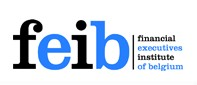 feib
financial
executives
institute
of belgium